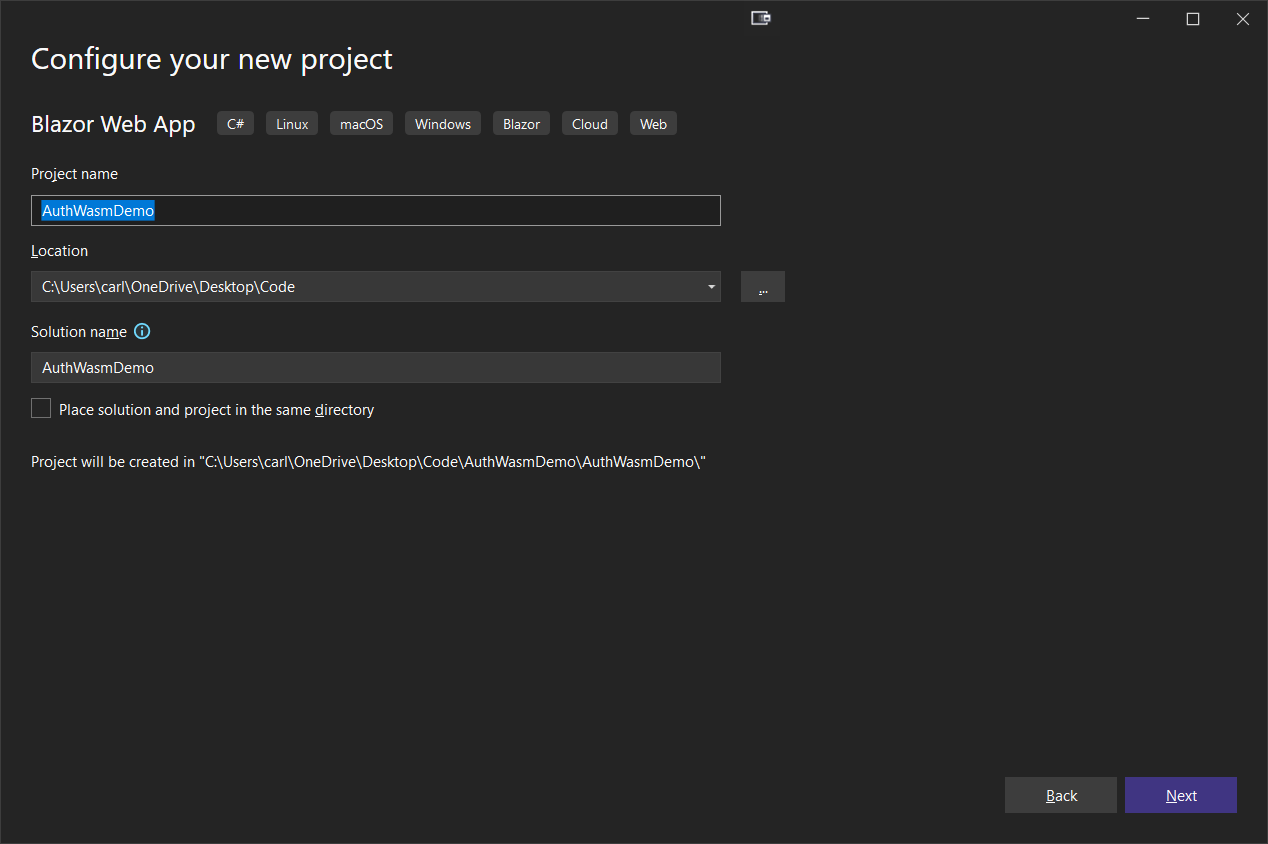 Configure your new project
Blazor Web App C# Linux macOS Windows Blazor Cloud Web
Project name
AuthWasmDemo
Location
C:\Users\carl\OneDrive\Desktop\Code
...
Solution name
AuthWasmDemo
Place solution and project in the same directory
Project will be created in "C:\Users\carl\OneDrive\Desktop\Code\AuthWasmDemo\AuthWasmDemo\"
Back Next